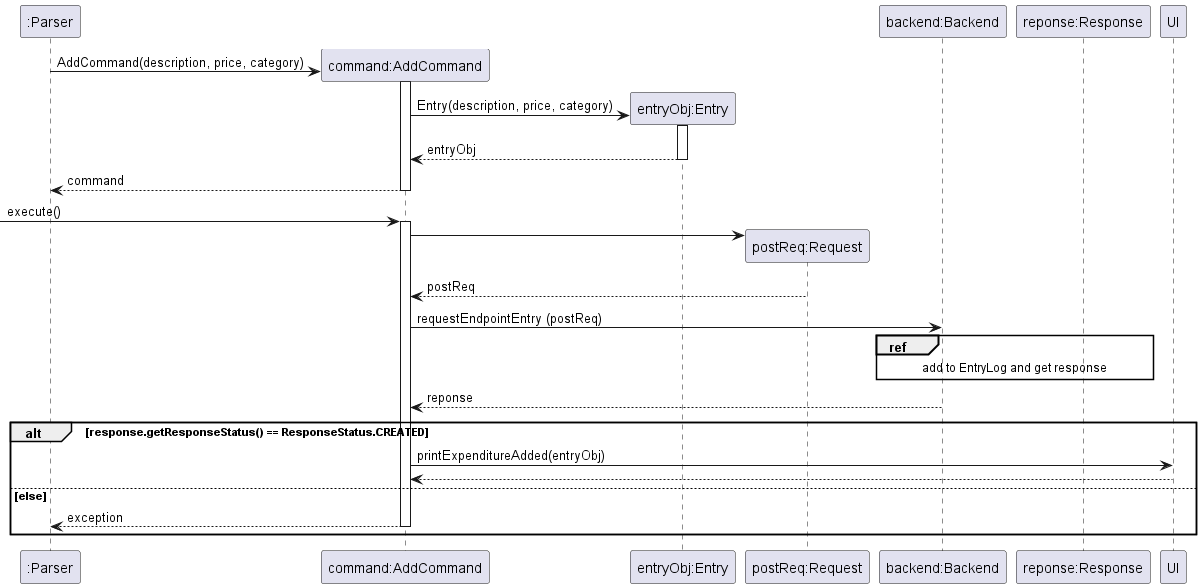 :Parser
backend:Backend
reponse:Response
UI
AddCommand(description, price, category)
command:AddCommand
Entry(description, price, category)
entryObj:Entry
entryObj
command
execute()
postReq:Request
postReq
requestEndpointEntry (postReq)
ref
add to EntryLog and get response
reponse
alt
[response.getResponseStatus() == ResponseStatus.CREATED]
printExpenditureAdded(entryObj)
[else]
exception
:Parser
command:AddCommand
entryObj:Entry
postReq:Request
backend:Backend
reponse:Response
UI